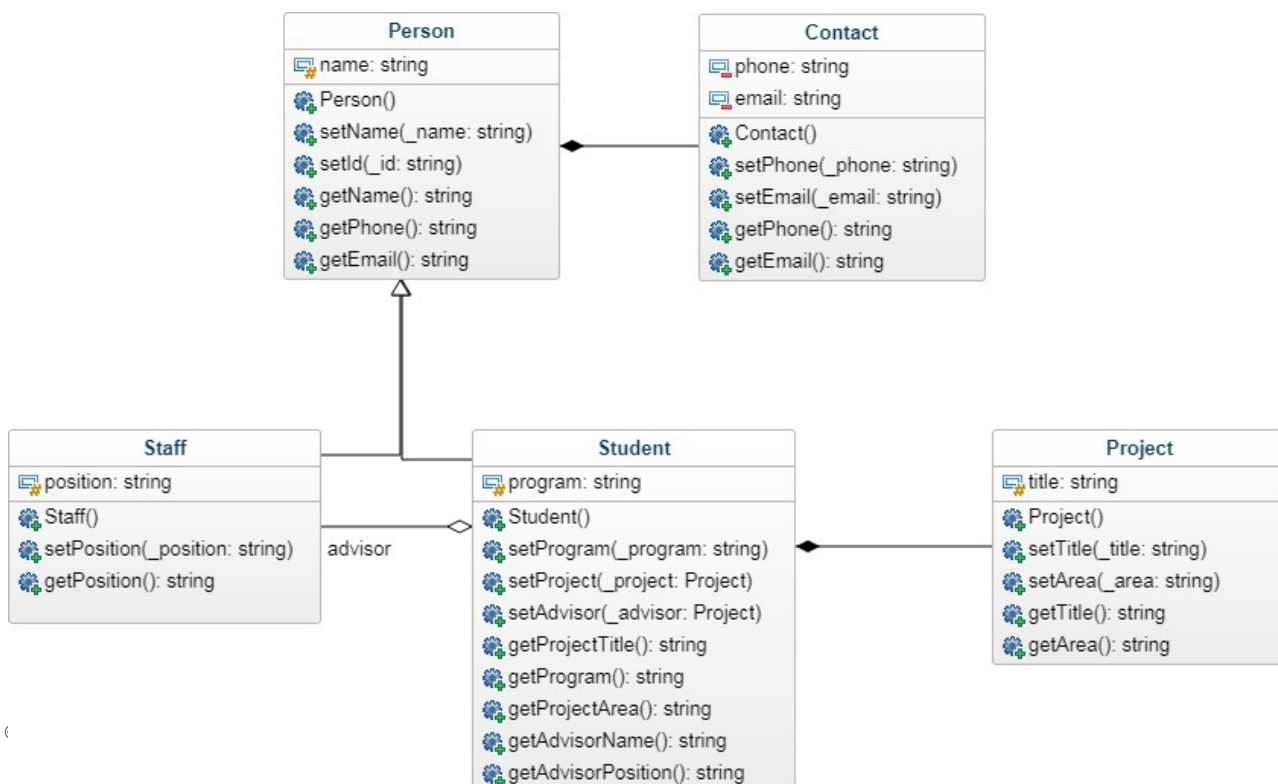 Person
name: string
Person()
setName(_name: string)
setId(_id: string)
getName(): string
getPhone(): string
getEmail(): string
Contact
phone: string
email: string
Contact()
setPhone(_phone: string)
setEmail(_email: string)
getPhone(): string
getEmail(): string
Staff
position: string
Staff()
setPosition(_position: string)
getPosition(): string
advisor
Student
program: string
Student()
setProgram(_program: string)
setProject(_project: Project)
setAdvisor(_advisor: Project)
getProjectTitle(): string
getProgram(): string
getProjectArea(): string
getAdvisorName(): string
getAdvisorPosition(): string
Project
title: string
Project()
setTitle(_title: string)
setArea(_area: string)
getTitle(): string
getArea(): string